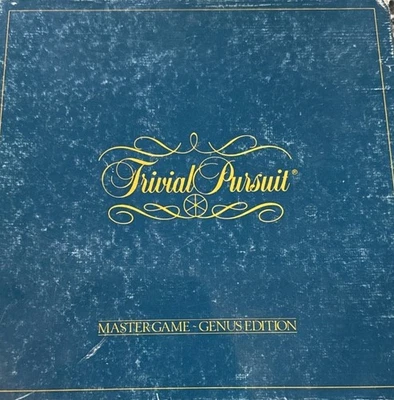 Trivial Pursuit®
MASTER GAME - GENUS EDITION